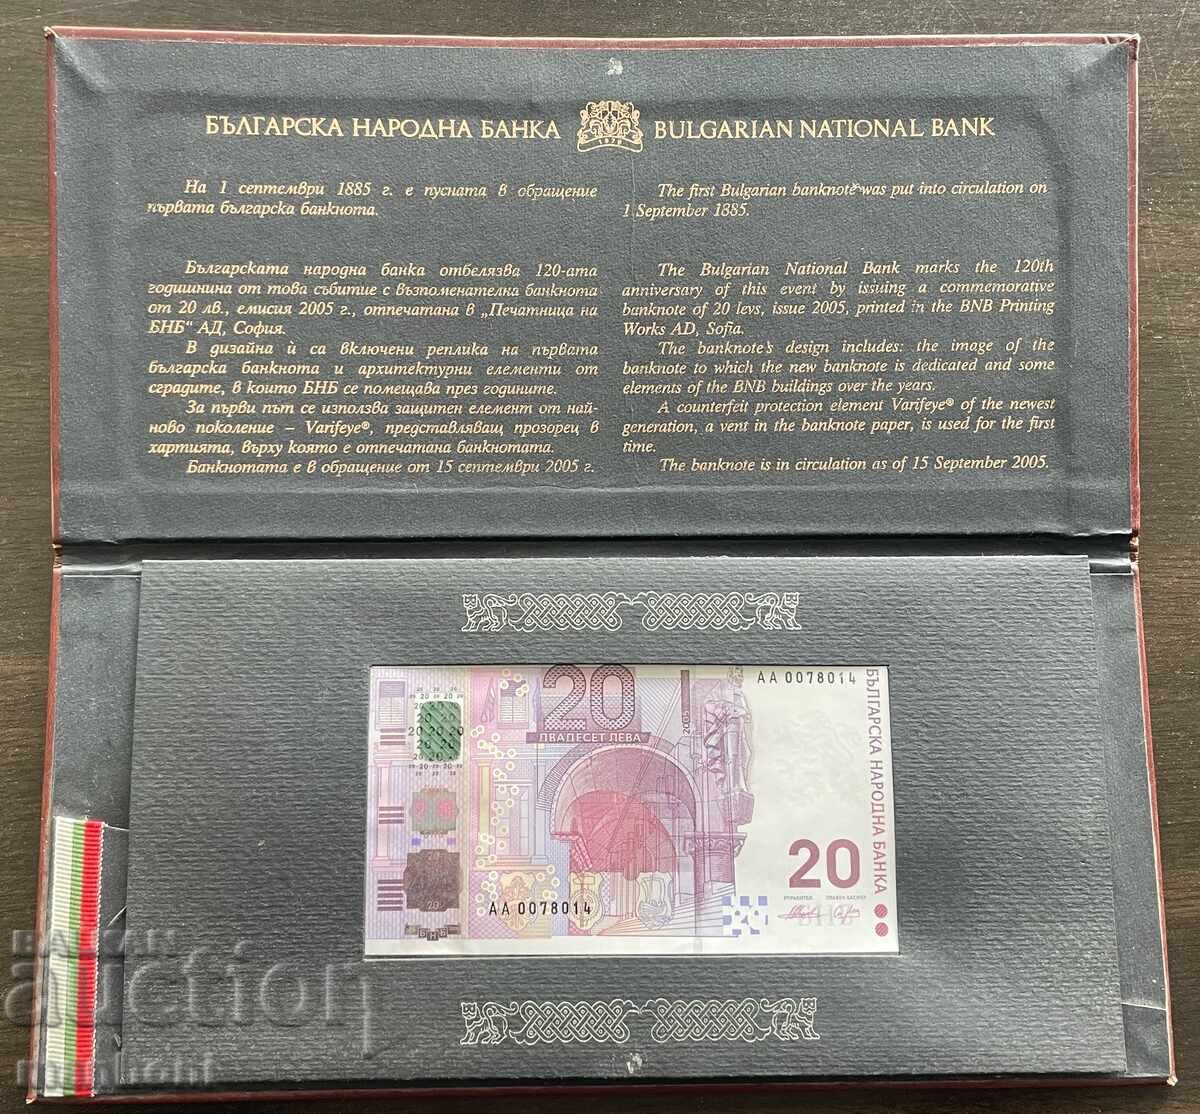 БЪЛГАРСКА НАРОДНА БАНКА
1879
BULGARIAN NATIONAL BANK
На 1 септември 1885 г. е пусната в обращение
първата българска банкнота.
Българската народна банка отбелязва 120-ата
годишнина от това събитие с възпоменателна банкнота
от 20 лв., емисия 2005 г., отпечатана в „Печатница на
БНБ“ АД, София.
В дизайна ѝ са включени реплика на първата
българска банкнота и архитектурни елементи от
сградите, в които БНБ се помещава през годините.
За първи път се използва защитен елемент от най-
ново поколение – Varifeye®, представляващ прозорец в
хартията, върху която е отпечатана банкнотата.
Банкнотата е в обращение от 15 септември 2005 г.
The first Bulgarian banknote was put into circulation on
1 September 1885.
The Bulgarian National Bank marks the 120th
anniversary of this event by issuing a commemorative
banknote of 20 levs, issue 2005, printed in the BNB Printing
Works AD, Sofia.
The banknote's design includes: the image of the
banknote to which the new banknote is dedicated and some
elements of the BNB buildings over the years.
A counterfeit protection element Varifeye® of the newest
generation, a vent in the banknote paper, is used for the first
time.
The banknote is in circulation as of 15 September 2005.
20
ДВАДЕСЕТ ЛЕВА
2005
АА 0078014
БЪЛГАРСКА НАРОДНА БАНКА
20
АА 0078014
БНБ
BALKAN
auction